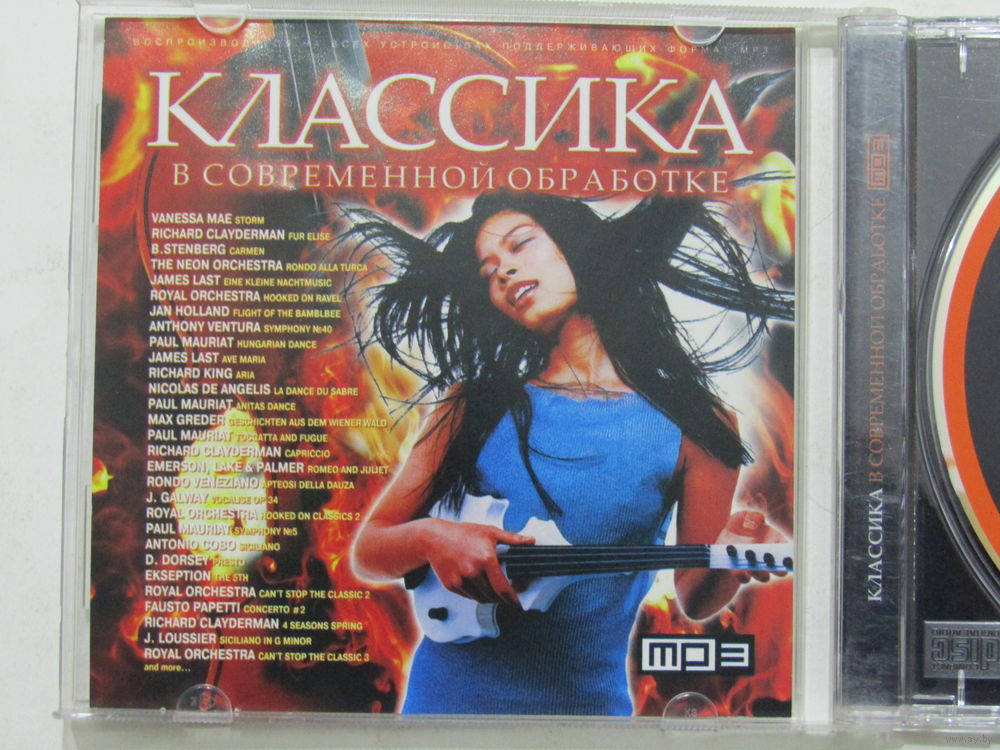 ВОСПРОИЗВОДИТСЯ НА ВСЕХ УСТРОЙСТВАХ ПОДДЕРЖИВАЮЩИХ ФОРМАТ MP3
КЛАССИКА
В СОВРЕМЕННОЙ ОБРАБОТКЕ
VANESSA MAE STORM
RICHARD CLAYDERMAN FUR ELISE
B.STENBERG CARMEN
THE NEON ORCHESTRA RONDO ALLA TURCA
JAMES LAST EINE KLEINE NACHTMUSIC
ROYAL ORCHESTRA HOOKED ON RAVEL
JAN HOLLAND FLIGHT OF THE BAMBLBEE
ANTHONY VENTURA SYMPHONY №40
PAUL MAURIAT HUNGARIAN DANCE
JAMES LAST AVE MARIA
RICHARD KING ARIA
NICOLAS DE ANGELIS LA DANCE DU SABRE
PAUL MAURIAT ANITAS DANCE
MAX GREDER GESCHICHTEN AUS DEM WIENER WALD
PAUL MAURIAT TOCCATTA AND FUGUE
RICHARD CLAYDERMAN CAPRICCIO
EMERSON, LAKE & PALMER ROMEO AND JULIET
RONDO VENEZIANO APTEOSI DELLA DAUZA
J. GALWAY VOCALISE OP 34
ROYAL ORCHESTRA HOOKED ON CLASSICS 2
PAUL MAURIAT SYMPHONY №5
ANTONIO COBO SICILIANO
D. DORSEY PRESTO
EKSEPTION THE 5TH
ROYAL ORCHESTRA CAN'T STOP THE CLASSIC 2
FAUSTO PAPETTI CONCERTO #2
RICHARD CLAYDERMAN 4 SEASONS SPRING
J. LOUSSIER SICILIANO IN G MINOR
ROYAL ORCHESTRA CAN'T STOP THE CLASSIC 3
and more...
MP3
КЛАССИКА В СОВРЕМЕННОЙ ОБРАБОТКЕ MP3
www.ay.by